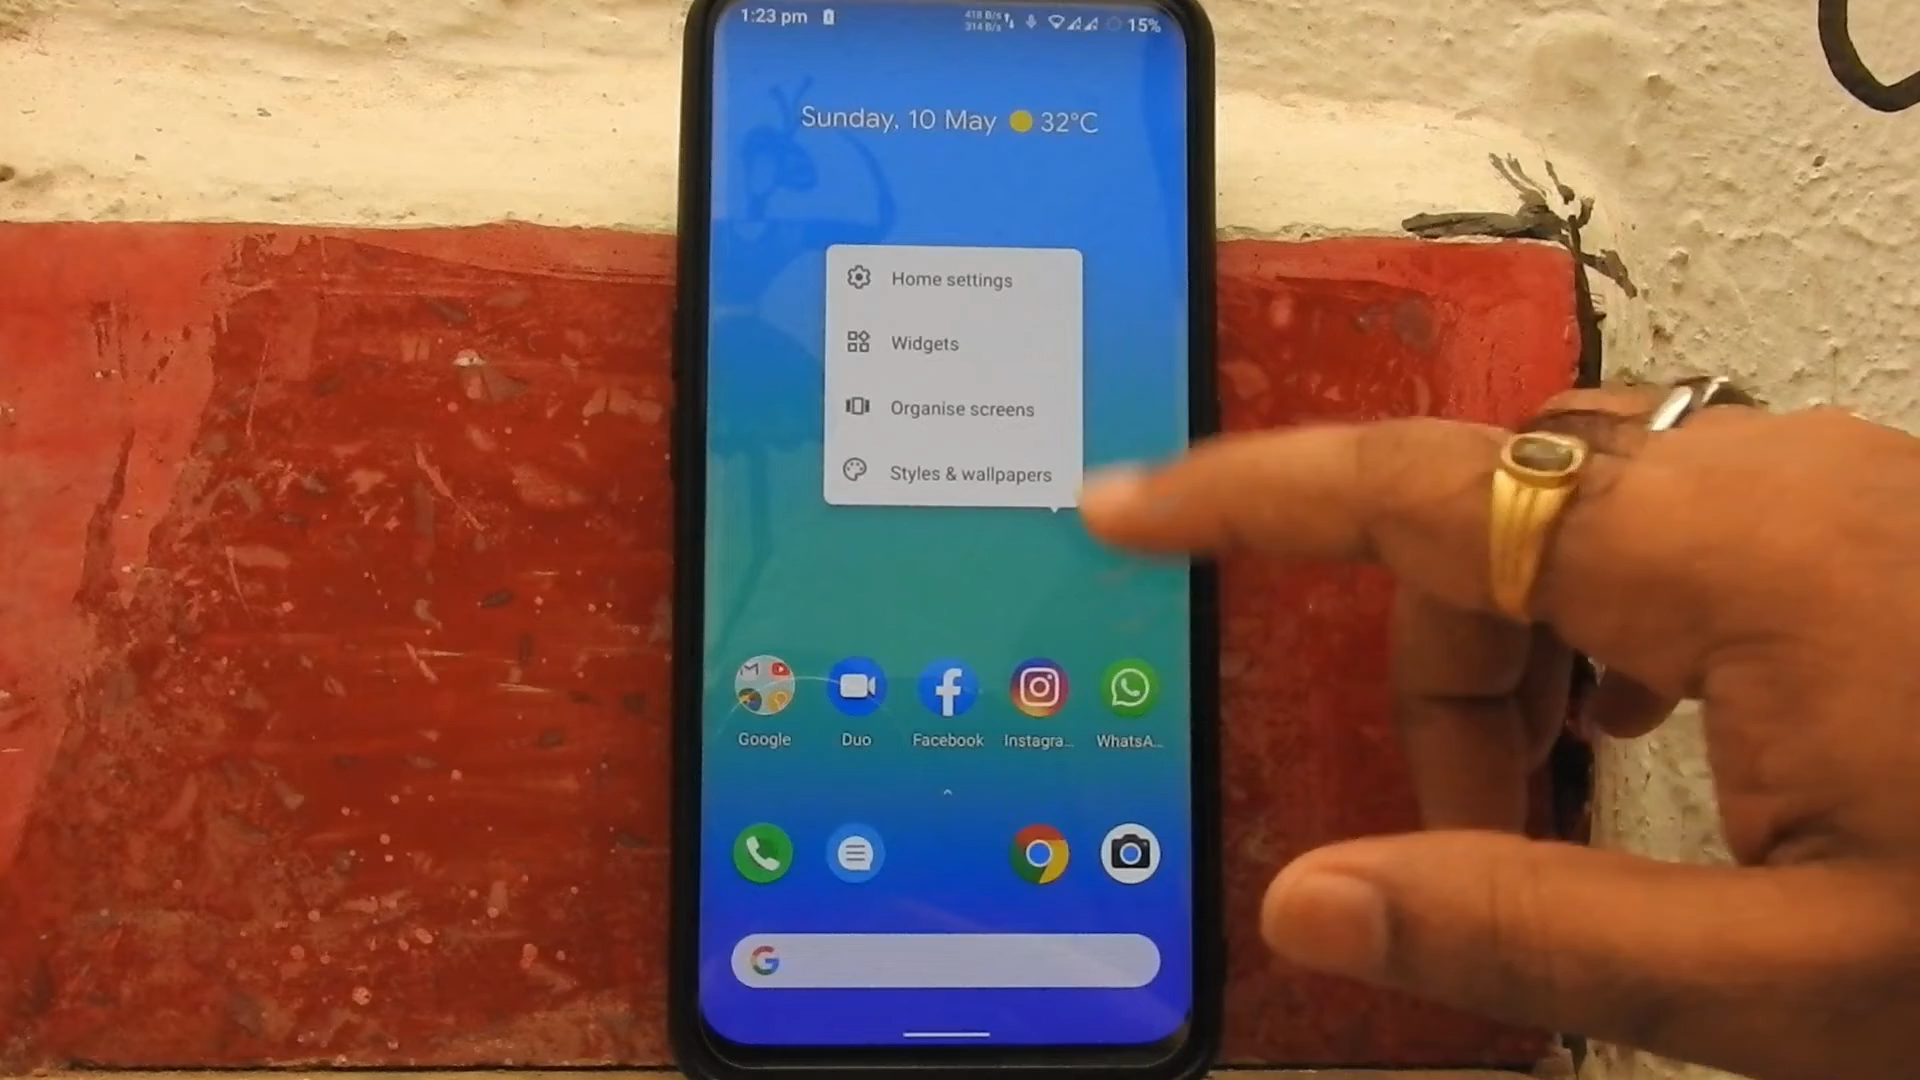 1:23 pm
418 B/s
314 B/s
15%
Sunday, 10 May 32°C
Home settings
Widgets
Organise screens
Styles & wallpapers
Google Duo Facebook Instagra... WhatsA...
G